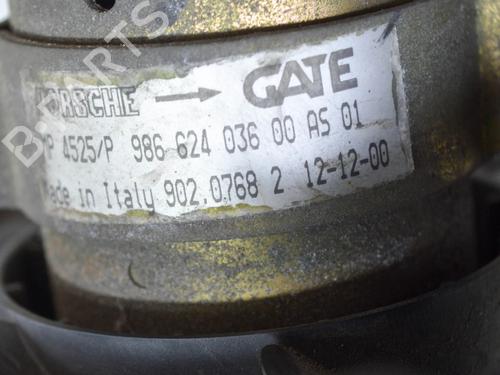 PORSCHE → GATE
4525/P 986 624 036 00 AS 01
Made in Italy 902.0768 2 12-12-00
B PARTS